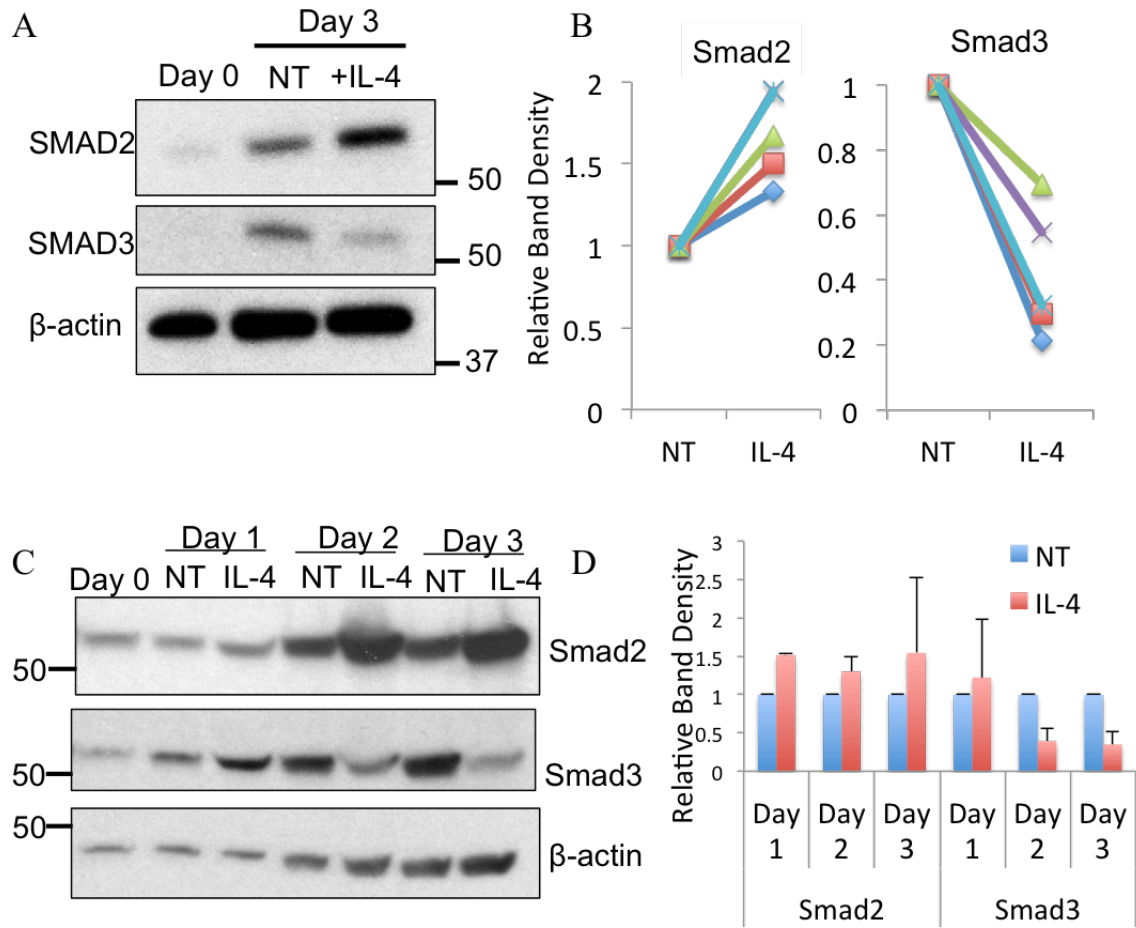 A
Day 3
Day 0 NT +IL-4
SMAD2
50
SMAD3
50
β-actin
37
B
Smad2
Smad3
Relative Band Density
2
1.5
1
0.5
0
NT IL-4
1
0.8
0.6
0.4
0.2
0
NT IL-4
C
Day 1 Day 2 Day 3
Day 0 NT IL-4 NT IL-4 NT IL-4
50
Smad2
50
Smad3
50
β-actin
D
Relative Band Density
3
2.5
2
1.5
1
0.5
0
NT
IL-4
Day Day Day Day Day Day
1 2 3 1 2 3
Smad2 Smad3